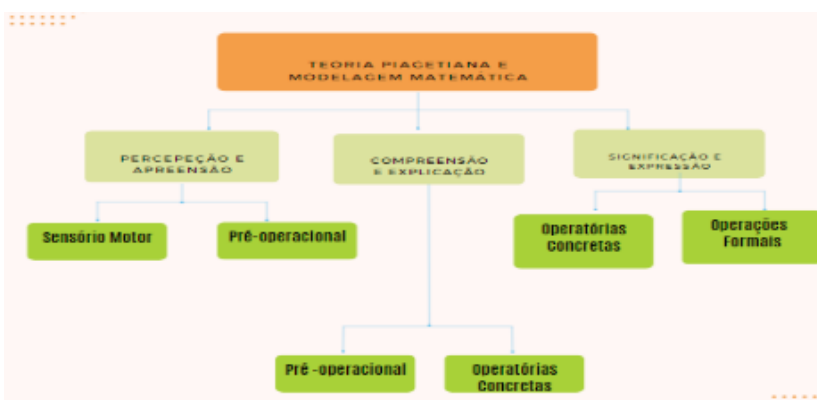 TEORIA PIAGETIANA E
MODELAGEM MATEMÁTICA
PERCEPEÇÃO E
APREENSÃO
COMPREENSÃO
E EXPLICAÇÃO
SIGNIFICAÇÃO E
EXPRESSÃO
Sensório Motor
Pré-operacional
Operatórias
Concretas
Operações
Formais
Pré -operacional
Operatórias
Concretas